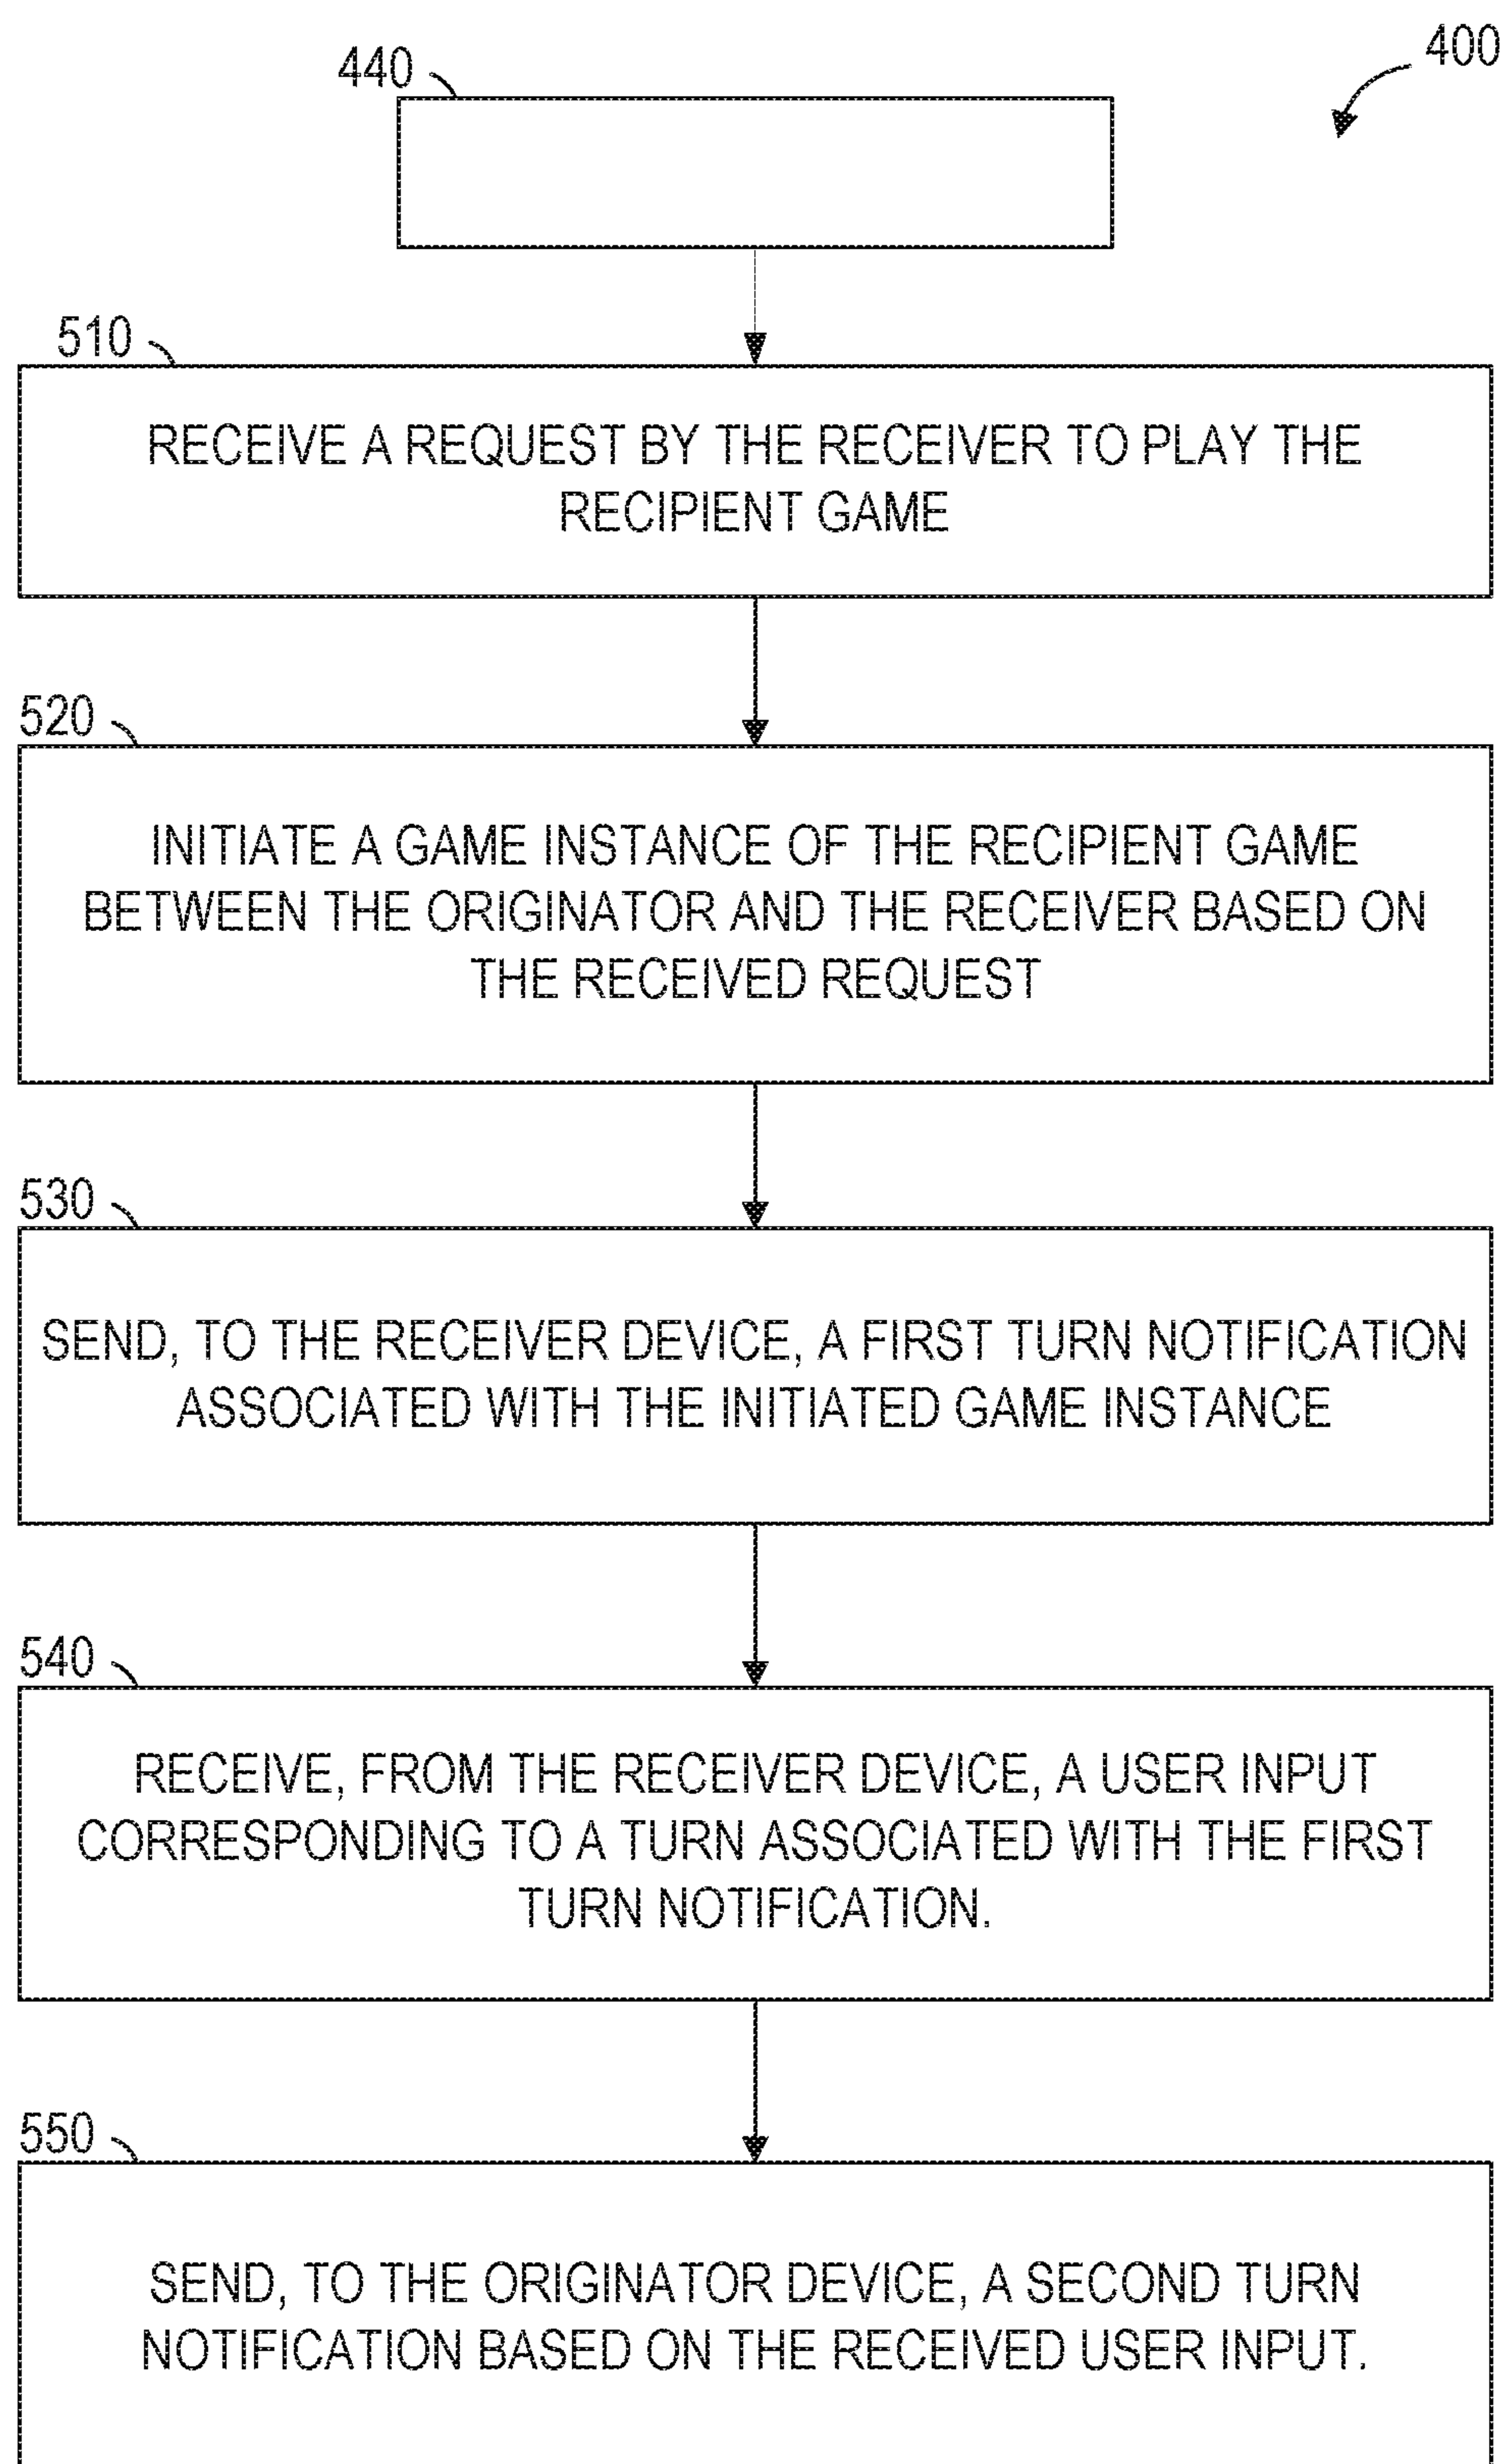 440
400
510
RECEIVE A REQUEST BY THE RECEIVER TO PLAY THE
RECIPIENT GAME
520
INITIATE A GAME INSTANCE OF THE RECIPIENT GAME
BETWEEN THE ORIGINATOR AND THE RECEIVER BASED ON
THE RECEIVED REQUEST
530
SEND, TO THE RECEIVER DEVICE, A FIRST TURN NOTIFICATION
ASSOCIATED WITH THE INITIATED GAME INSTANCE
540
RECEIVE, FROM THE RECEIVER DEVICE, A USER INPUT
CORRESPONDING TO A TURN ASSOCIATED WITH THE FIRST
TURN NOTIFICATION.
550
SEND, TO THE ORIGINATOR DEVICE, A SECOND TURN
NOTIFICATION BASED ON THE RECEIVED USER INPUT.